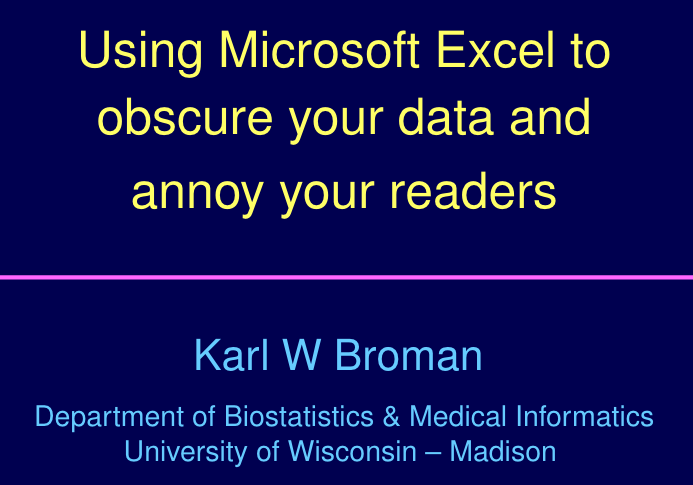 Using Microsoft Excel to
obscure your data and
annoy your readers
Karl W Broman
Department of Biostatistics & Medical Informatics
University of Wisconsin – Madison